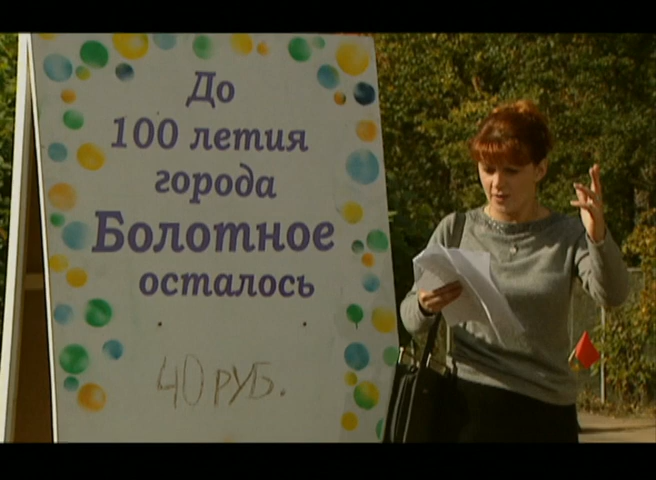 До
100 летия
города
Болотное
осталось
40 РУБ.